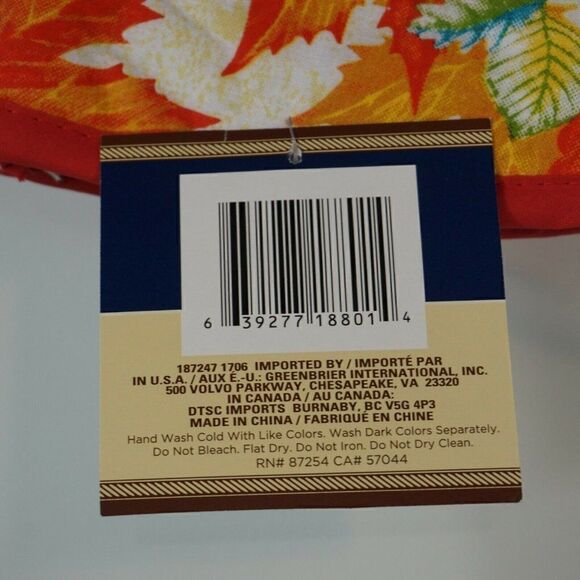 6 39277 18801 4
187247 1706 IMPORTED BY / IMPORTÉ PAR
IN U.S.A. / AUX É.-U.: GREENBRIER INTERNATIONAL, INC.
500 VOLVO PARKWAY, CHESAPEAKE, VA 23320
IN CANADA / AU CANADA:
DTSC IMPORTS BURNABY, BC V5G 4P3
MADE IN CHINA / FABRIQUÉ EN CHINE
Hand Wash Cold With Like Colors. Wash Dark Colors Separately.
Do Not Bleach. Flat Dry. Do Not Iron. Do Not Dry Clean.
RN# 87254 CA# 57044